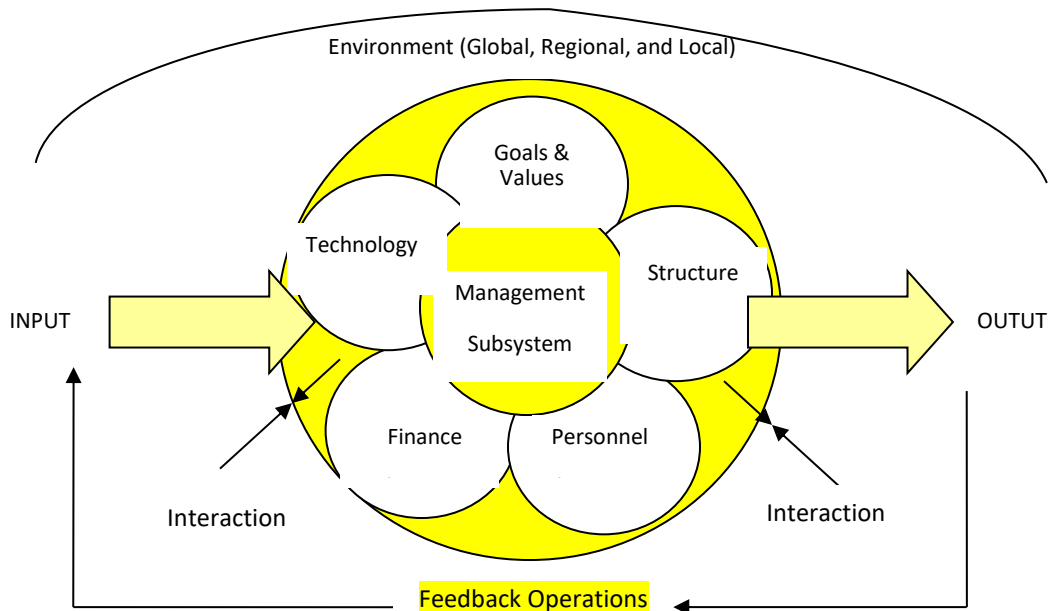 Environment (Global, Regional, and Local)
Goals &
Values
Technology
Structure
Management
INPUT
OUTUT
Subsystem
Finance
Personnel
Interaction
Interaction
Feedback Operations